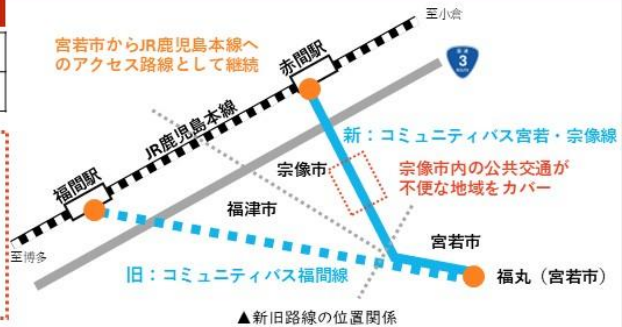 至小倉
宮若市からJR鹿児島本線へ
のアクセス路線として継続
赤間駅
国道
3
ROUTE
JR鹿児島本線
新：コミュニティバス宮若・宗像線
宗像市
宗像市内の公共交通が
不便な地域をカバー
福間駅
福津市
宮若市
至博多
旧：コミュニティバス福間線
福丸（宮若市）
▲新旧路線の位置関係